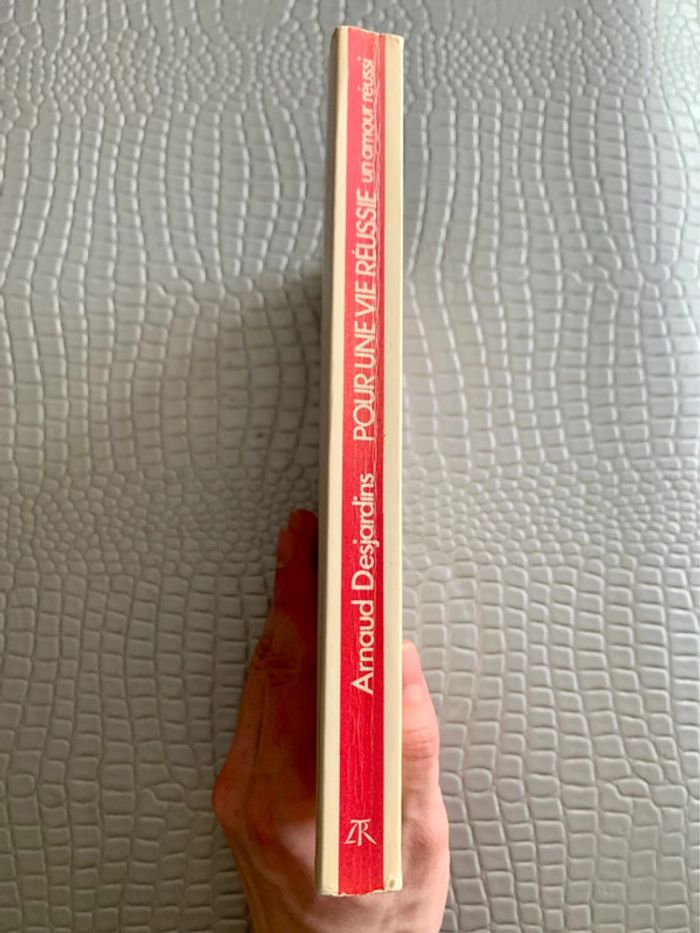 Arnaud Desjardins POUR UNE VIE RÉUSSIE un amour réussi